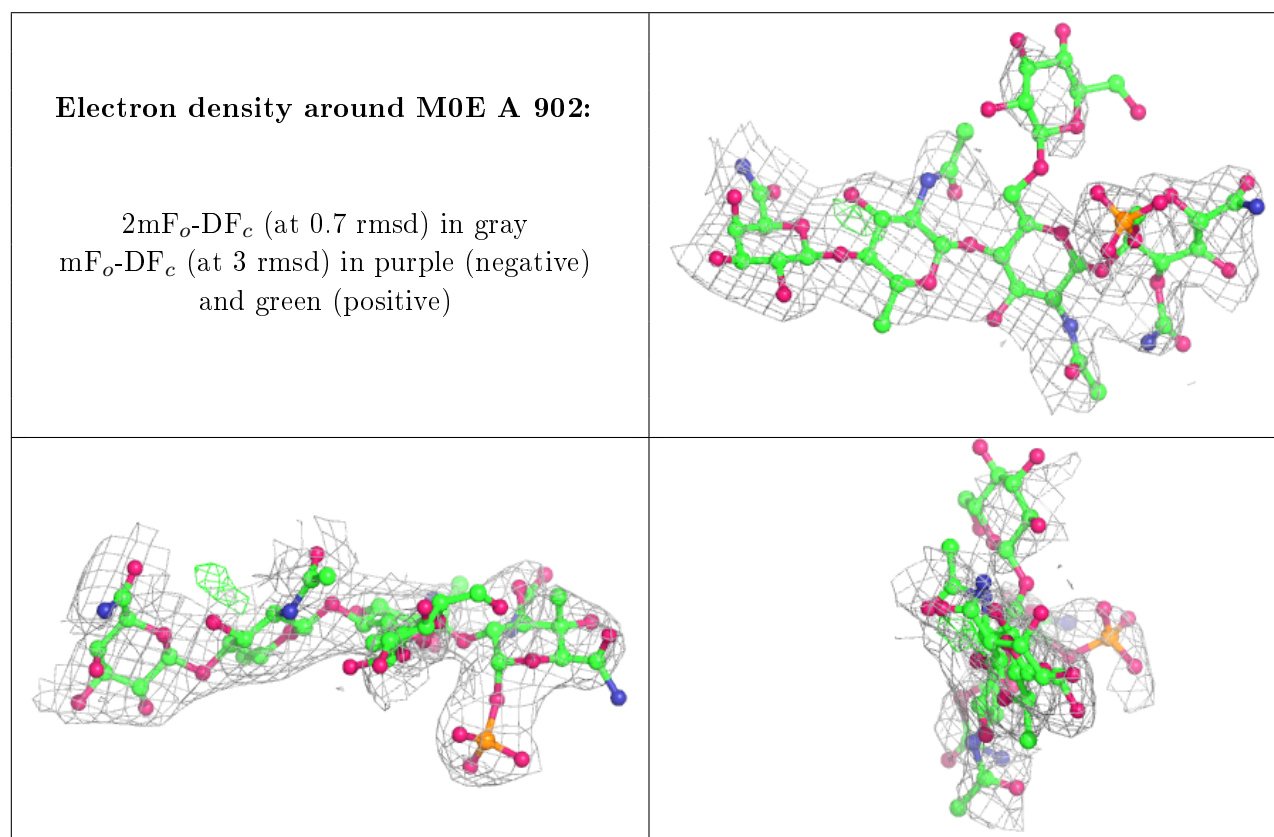 Electron density around M0E A 902:
2mFo-DFc (at 0.7 rmsd) in gray
mFo-DFc (at 3 rmsd) in purple (negative)
and green (positive)